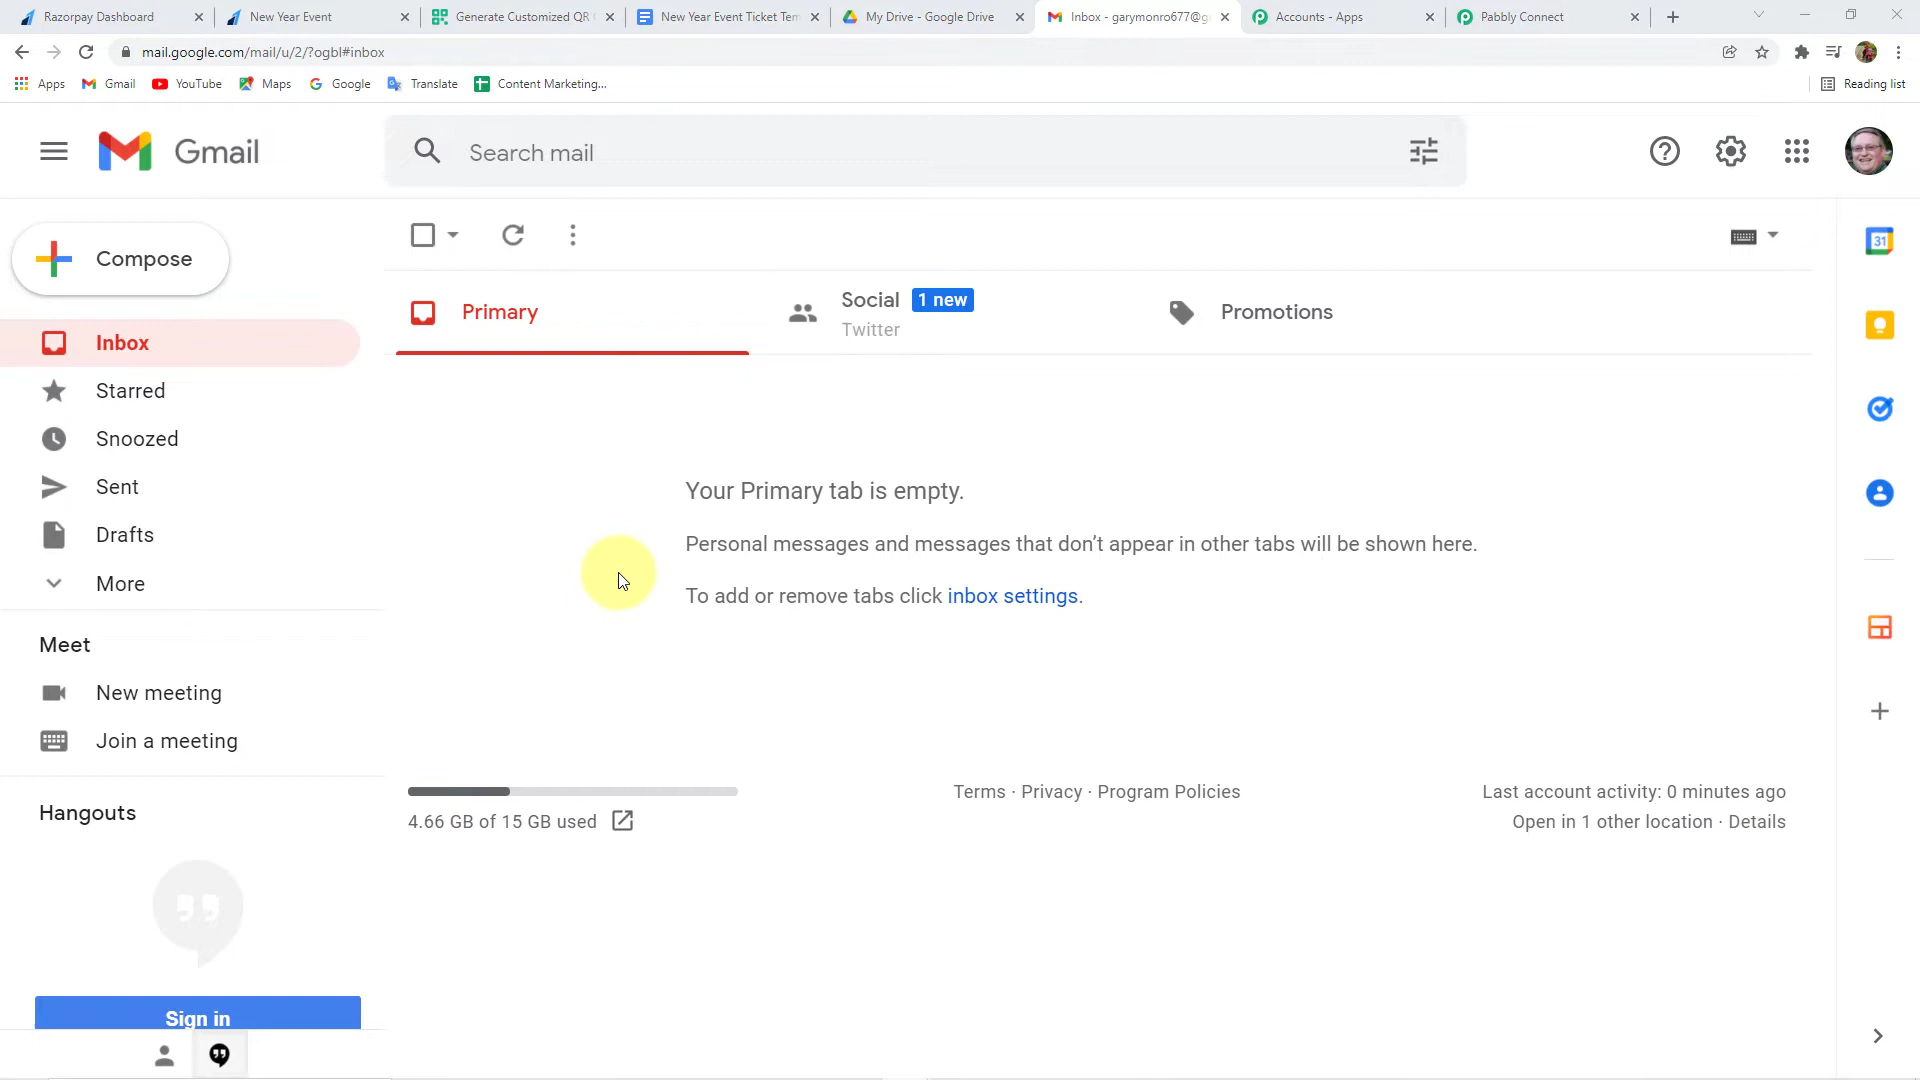 Razorpay Dashboard
New Year Event
Generate Customized QR
New Year Event Ticket Tem
My Drive - Google Drive
Inbox - garymonro677@g
Accounts - Apps
Pabbly Connect
mail.google.com/mail/u/2/?ogbl#inbox
Apps
Gmail
YouTube
Maps
Google
Translate
Content Marketing...
Reading list
Gmail
Search mail
Compose
Inbox
Starred
Snoozed
Sent
Drafts
More
Meet
New meeting
Join a meeting
Hangouts
Sign in
Primary
Social 1 new
Twitter
Promotions
Your Primary tab is empty.
Personal messages and messages that don’t appear in other tabs will be shown here.
To add or remove tabs click inbox settings.
4.66 GB of 15 GB used
Terms · Privacy · Program Policies
Last account activity: 0 minutes ago
Open in 1 other location · Details
31